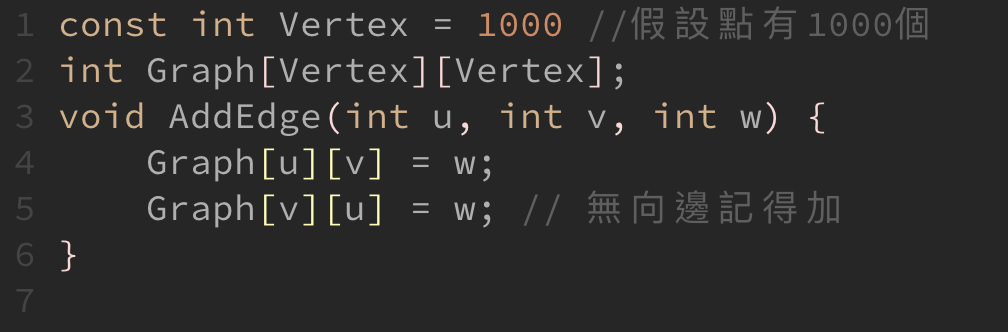 1 const int Vertex = 1000 //假設點有1000個
2 int Graph[Vertex][Vertex];
3 void AddEdge(int u, int v, int w) {
4     Graph[u][v] = w;
5     Graph[v][u] = w; // 無向邊記得加
6 }
7